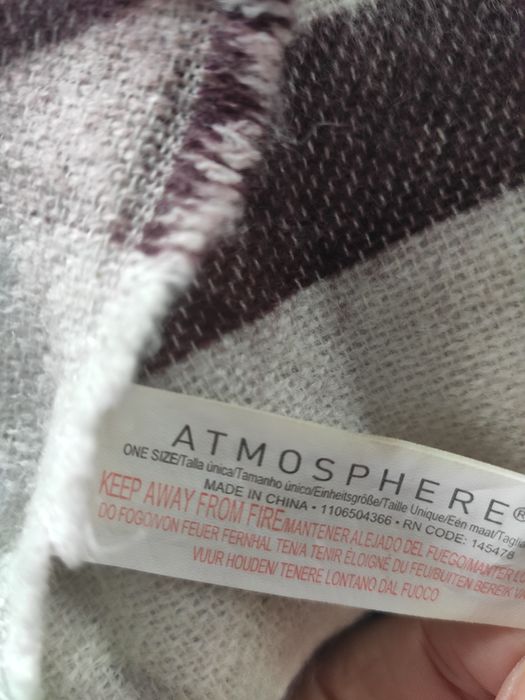 ATMOSPHERE®
ONE SIZE/Talla única/Tamanho único/Einheitsgröße/Taille Unique/Eén maat/Taglia
MADE IN CHINA • 1106504366 • RN CODE: 145478
KEEP AWAY FROM FIRE/MANTENER ALEJADO DEL FUEGO/MANTER LO
DO FOGO/VON FEUER FERNHAL TEN/A TENIR ÉLOIGNÉ DU FEU/BUITEN BEREIK VA
VUUR HOUDEN/ TENERE LONTANO DAL FUOCO